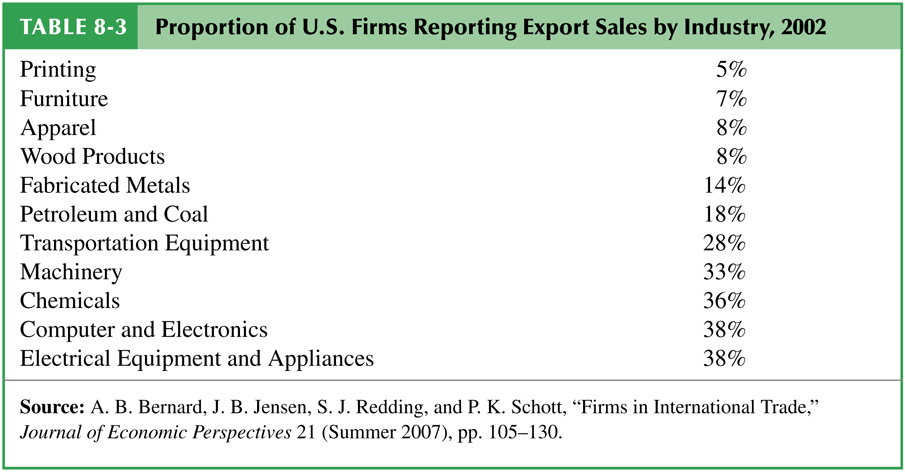 TABLE 8-3 Proportion of U.S. Firms Reporting Export Sales by Industry, 2002
Printing 5%
Furniture 7%
Apparel 8%
Wood Products 8%
Fabricated Metals 14%
Petroleum and Coal 18%
Transportation Equipment 28%
Machinery 33%
Chemicals 36%
Computer and Electronics 38%
Electrical Equipment and Appliances 38%
Source: A. B. Bernard, J. B. Jensen, S. J. Redding, and P. K. Schott, “Firms in International Trade,”
Journal of Economic Perspectives 21 (Summer 2007), pp. 105–130.